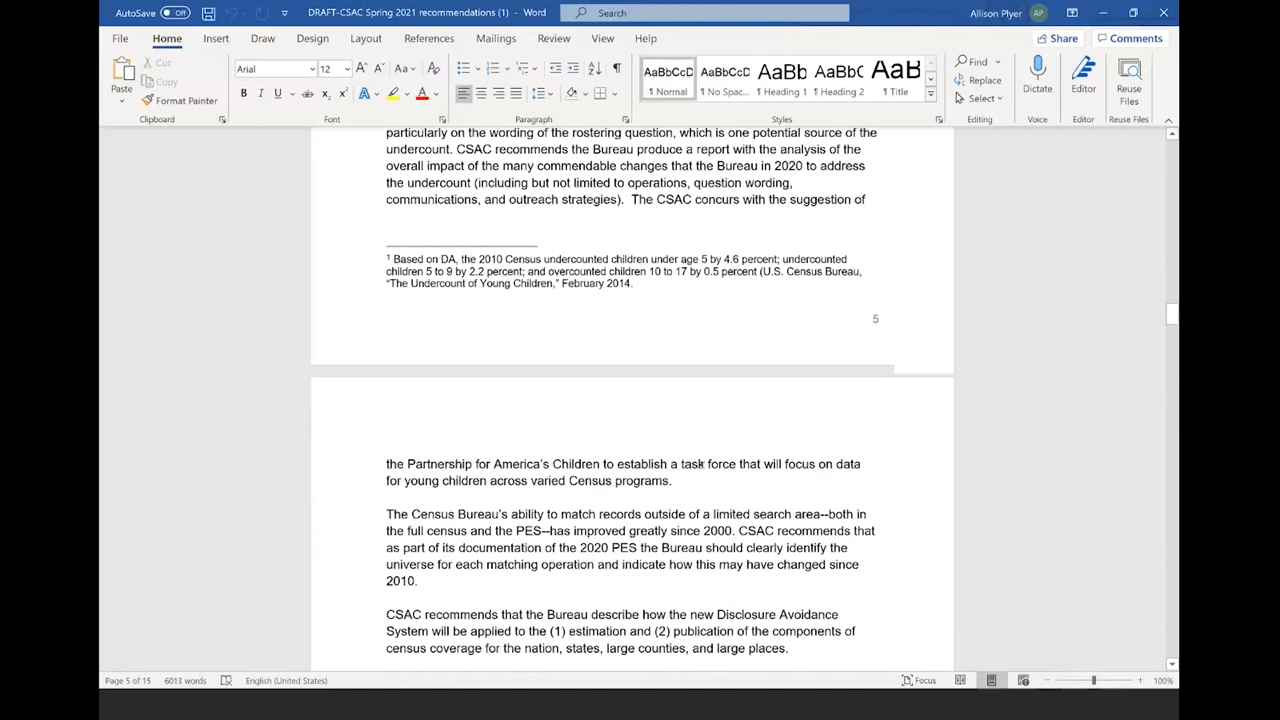 AutoSave Off DRAFT-CSAC Spring 2021 recommendations (1) - Word Search Allison Plyer AP
File Home Insert Draw Design Layout References Mailings Review View Help Share Comments
Paste Cut Copy Format Painter Clipboard
Arial 12 Aa B I U ab x₂ x² A A Font
Paragraph
AaBbCcD AaBbCcD AaBb AaBbC AaB
¶ Normal ¶ No Spac... ¶ Heading 1 ¶ Heading 2 ¶ Title
Styles
Find Replace Select Editing
Dictate Voice
Editor Editor
Reuse Files Reuse Files
particularly on the wording of the rostering question, which is one potential source of the
undercount. CSAC recommends the Bureau produce a report with the analysis of the
overall impact of the many commendable changes that the Bureau in 2020 to address
the undercount (including but not limited to operations, question wording,
communications, and outreach strategies).  The CSAC concurs with the suggestion of
1 Based on DA, the 2010 Census undercounted children under age 5 by 4.6 percent; undercounted
children 5 to 9 by 2.2 percent; and overcounted children 10 to 17 by 0.5 percent (U.S. Census Bureau,
“The Undercount of Young Children,” February 2014.
5
the Partnership for America’s Children to establish a task force that will focus on data
for young children across varied Census programs.
The Census Bureau’s ability to match records outside of a limited search area--both in
the full census and the PES--has improved greatly since 2000. CSAC recommends that
as part of its documentation of the 2020 PES the Bureau should clearly identify the
universe for each matching operation and indicate how this may have changed since
2010.
CSAC recommends that the Bureau describe how the new Disclosure Avoidance
System will be applied to the (1) estimation and (2) publication of the components of
census coverage for the nation, states, large counties, and large places.
Page 5 of 15 6013 words English (United States) Focus 100%